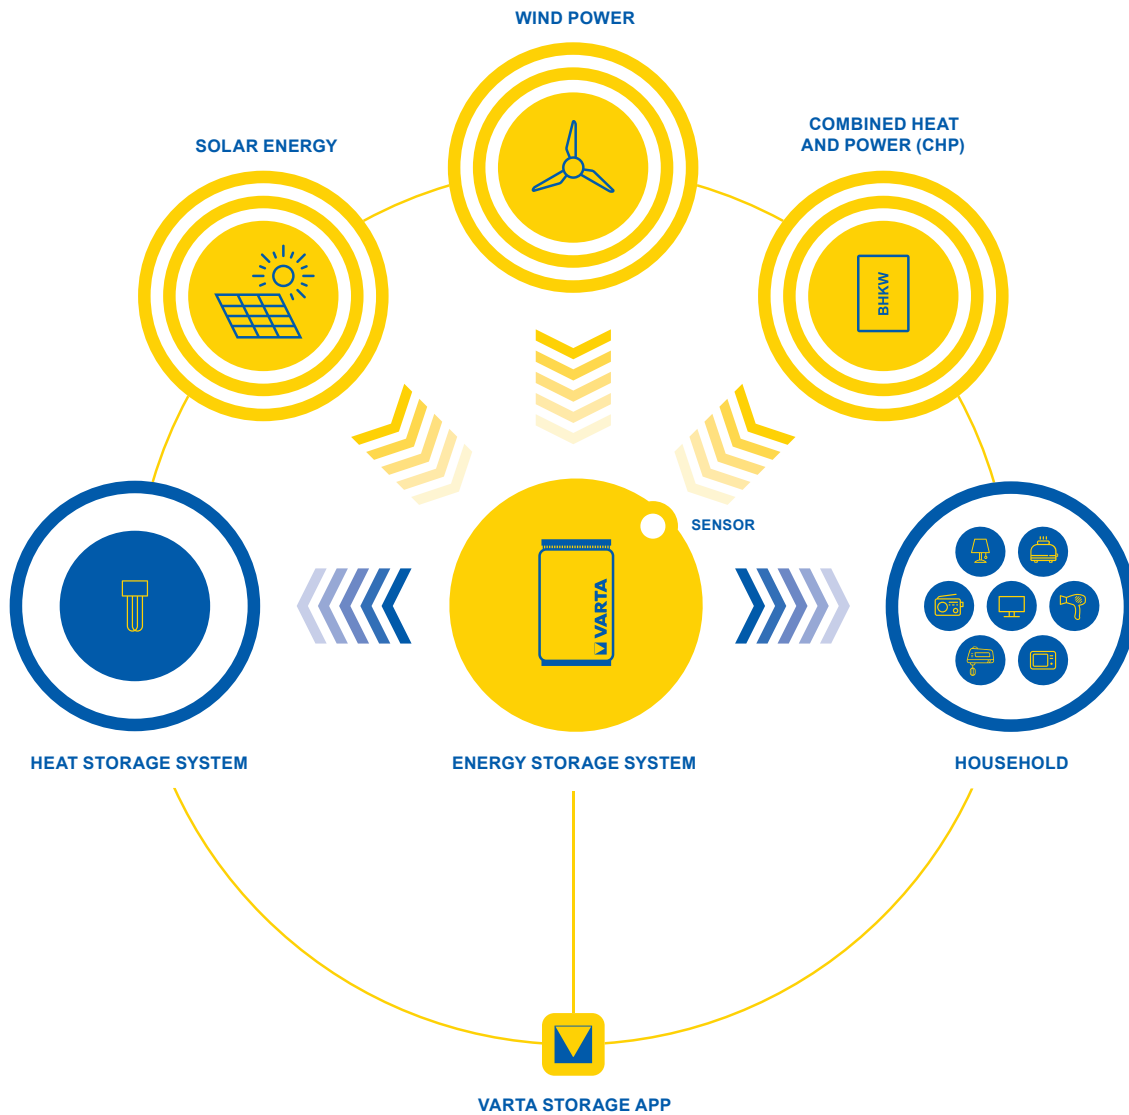 WIND POWER
SOLAR ENERGY
COMBINED HEAT
AND POWER (CHP)
BHKW
SENSOR
VARTA
HEAT STORAGE SYSTEM
ENERGY STORAGE SYSTEM
HOUSEHOLD
VARTA STORAGE APP